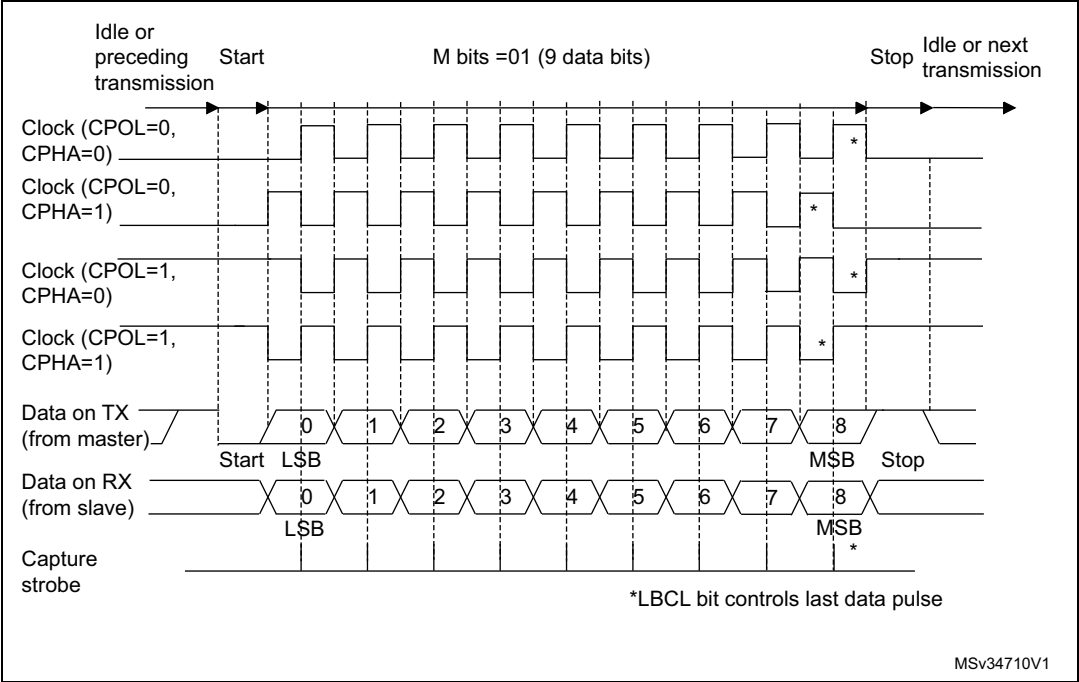 Idle or
preceding
transmission
Start
M bits =01 (9 data bits)
Stop
Idle or next
transmission
Clock (CPOL=0,
CPHA=0)
*
Clock (CPOL=0,
CPHA=1)
*
Clock (CPOL=1,
CPHA=0)
*
Clock (CPOL=1,
CPHA=1)
*
Data on TX
(from master)
0 1 2 3 4 5 6 7 8
Start LSB MSB Stop
Data on RX
(from slave)
0 1 2 3 4 5 6 7 8
LSB MSB
Capture
strobe
*
*LBCL bit controls last data pulse
MSv34710V1